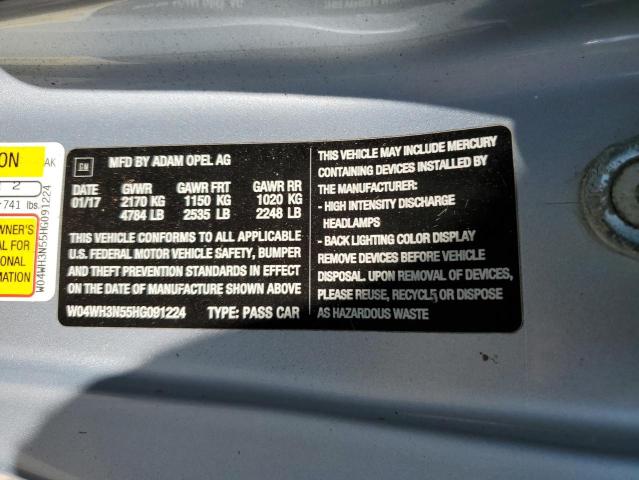 ON
AK
2
741 lbs.
WNER'S
AL FOR
IONAL
MATION
W04WH3N55HG091224
GM
MFD BY ADAM OPEL AG
DATE GVWR GAWR FRT GAWR RR
01/17 2170 KG 1150 KG 1020 KG
4784 LB 2535 LB 2248 LB
THIS VEHICLE CONFORMS TO ALL APPLICABLE
U.S. FEDERAL MOTOR VEHICLE SAFETY, BUMPER
AND THEFT PREVENTION STANDARDS IN EFFECT
ON THE DATE OF MANUFACTURE SHOWN ABOVE
W04WH3N55HG091224 TYPE: PASS CAR
THIS VEHICLE MAY INCLUDE MERCURY
CONTAINING DEVICES INSTALLED BY
THE MANUFACTURER:
- HIGH INTENSITY DISCHARGE
HEADLAMPS
- BACK LIGHTING COLOR DISPLAY
REMOVE DEVICES BEFORE VEHICLE
DISPOSAL. UPON REMOVAL OF DEVICES,
PLEASE REUSE, RECYCLE OR DISPOSE
AS HAZARDOUS WASTE